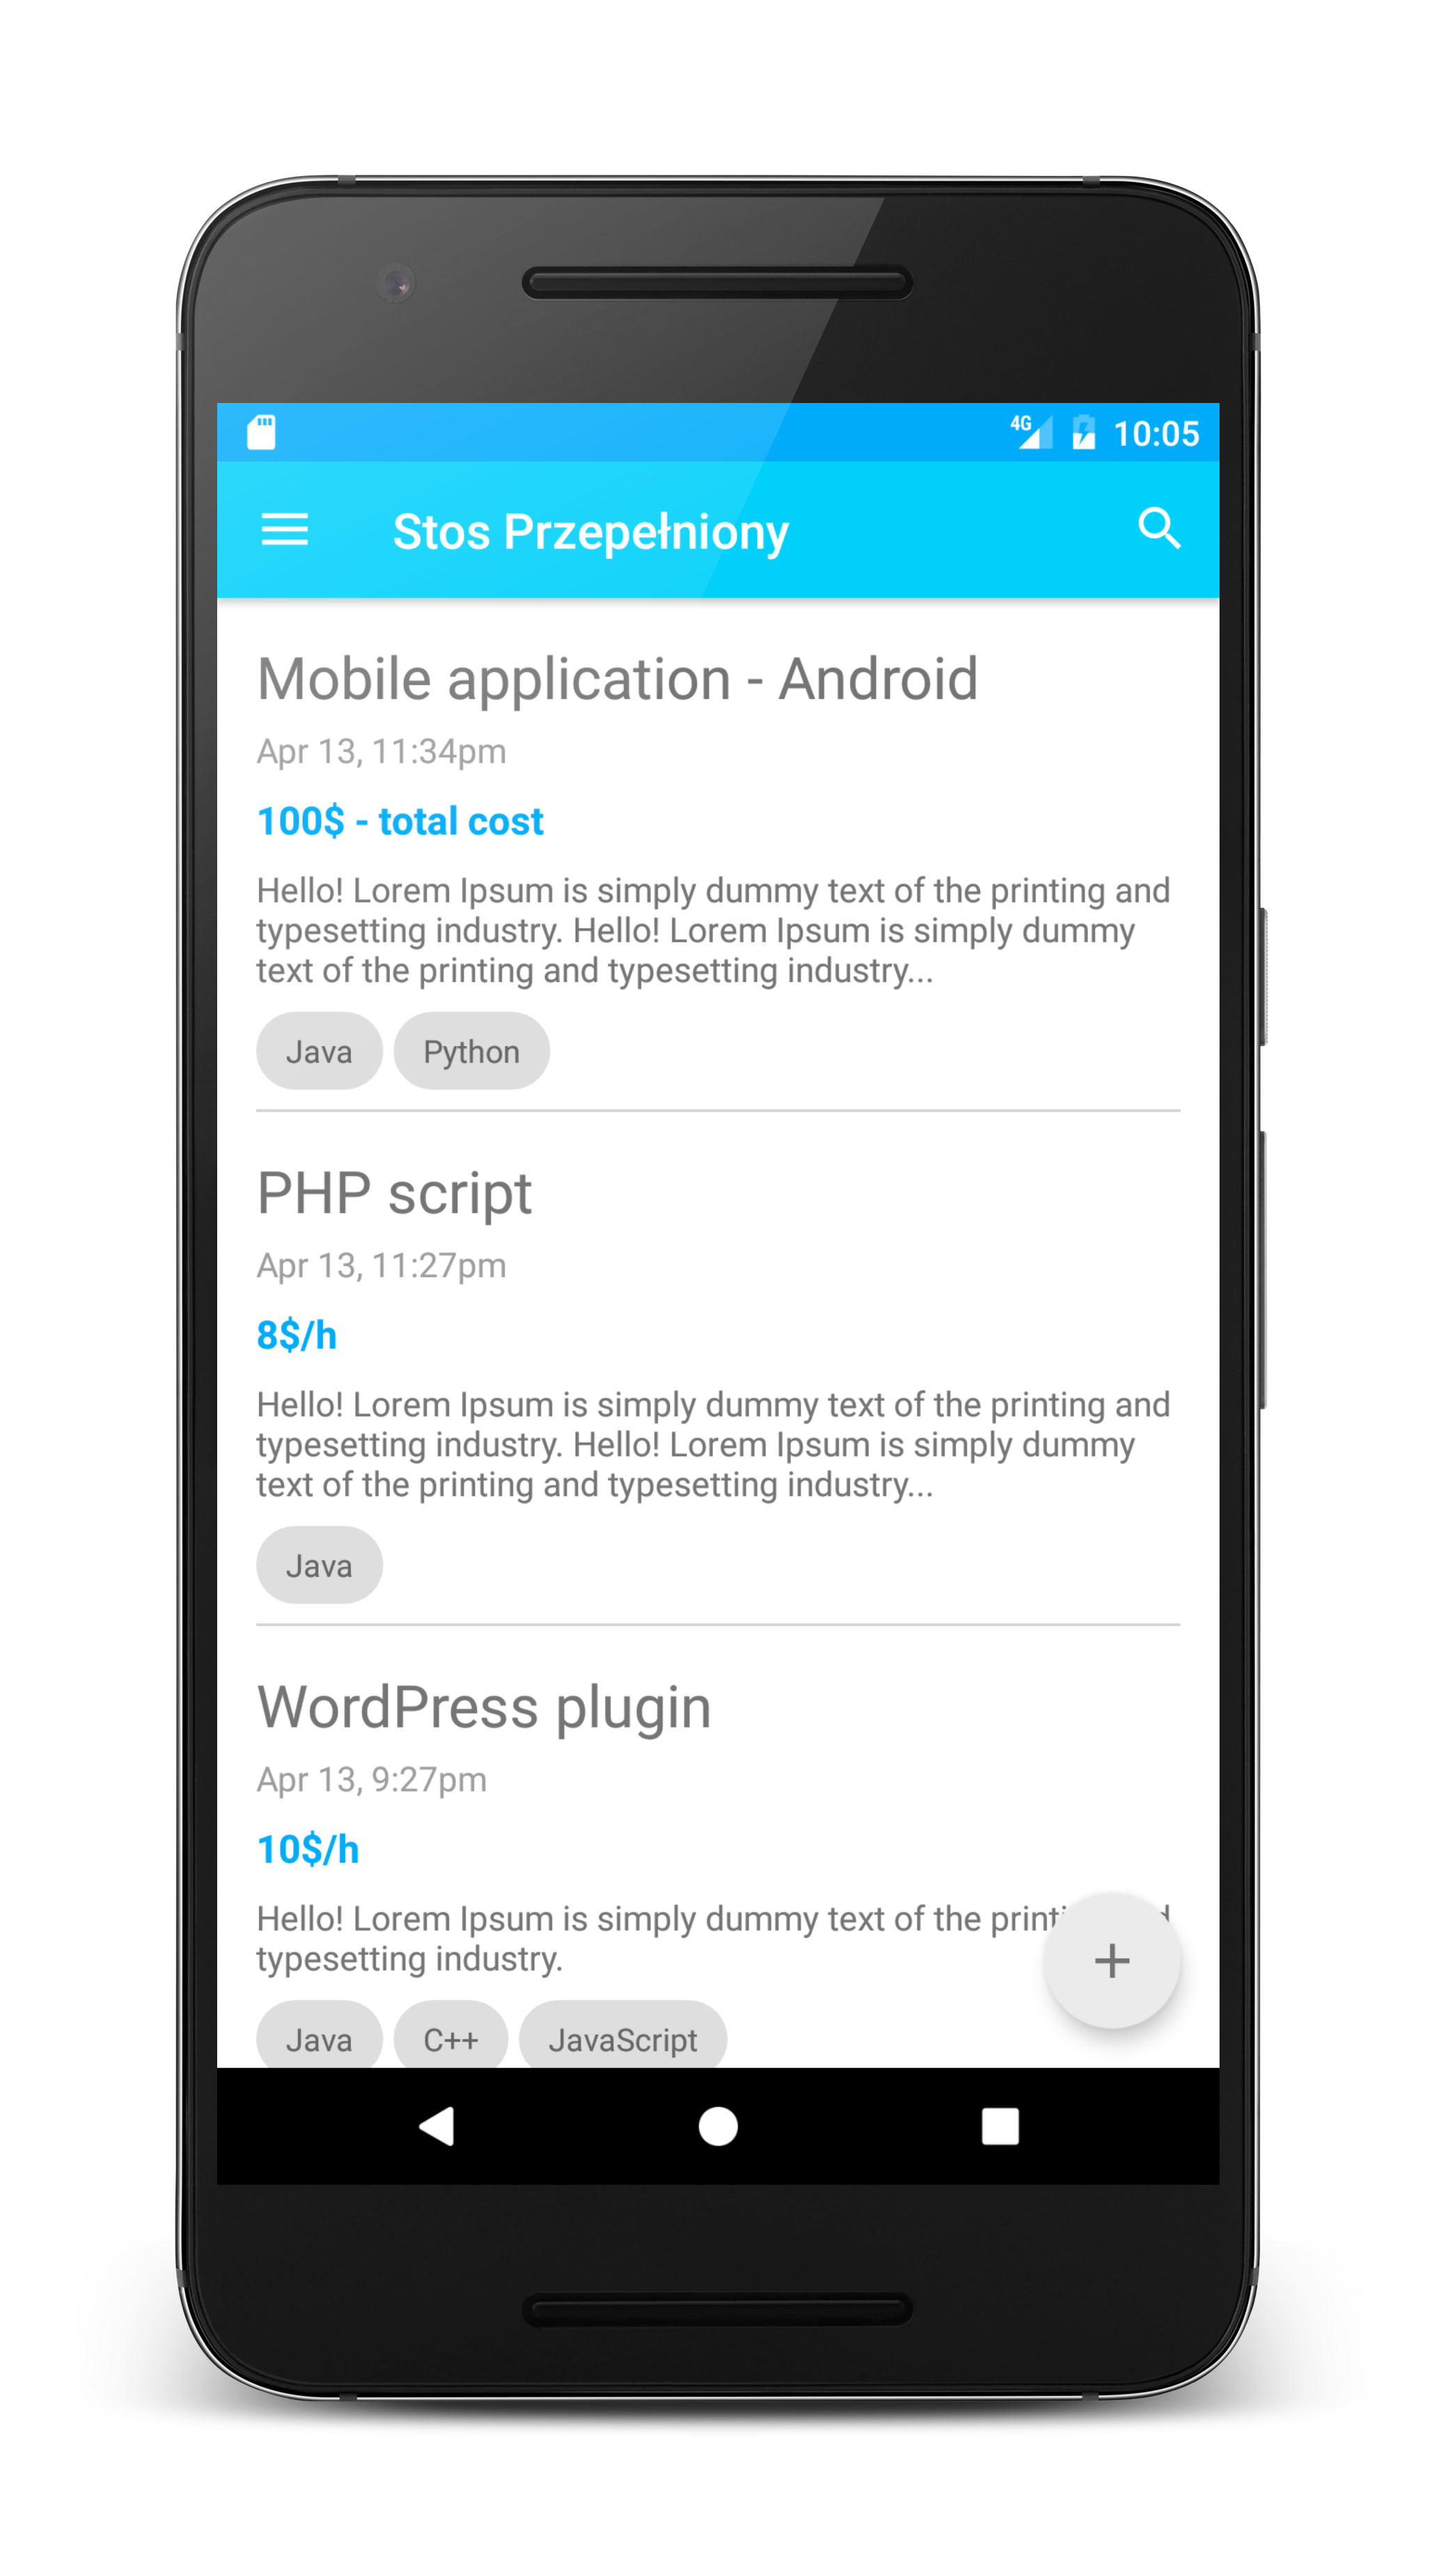 4G 10:05
Stos Przepełniony
Mobile application - Android
Apr 13, 11:34pm
100$ - total cost
Hello! Lorem Ipsum is simply dummy text of the printing and
typesetting industry. Hello! Lorem Ipsum is simply dummy
text of the printing and typesetting industry...
Java Python
PHP script
Apr 13, 11:27pm
8$/h
Hello! Lorem Ipsum is simply dummy text of the printing and
typesetting industry. Hello! Lorem Ipsum is simply dummy
text of the printing and typesetting industry...
Java
WordPress plugin
Apr 13, 9:27pm
10$/h
Hello! Lorem Ipsum is simply dummy text of the
typesetting industry.
Java C++ JavaScript